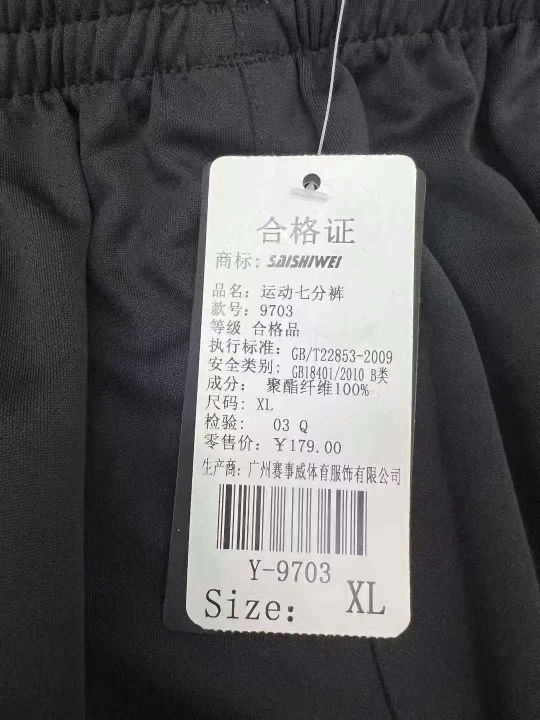 合格证
商标: SAISHIWEI
品名: 运动七分裤
款号: 9703
等级 合格品
执行标准: GB/T22853-2009
安全类别: GB18401/2010 B类
成分: 聚酯纤维100%
尺码: XL
检验: 03 Q
零售价: ¥179.00
生产商: 广州赛事威体育服饰有限公司
Y-9703
Size: XL